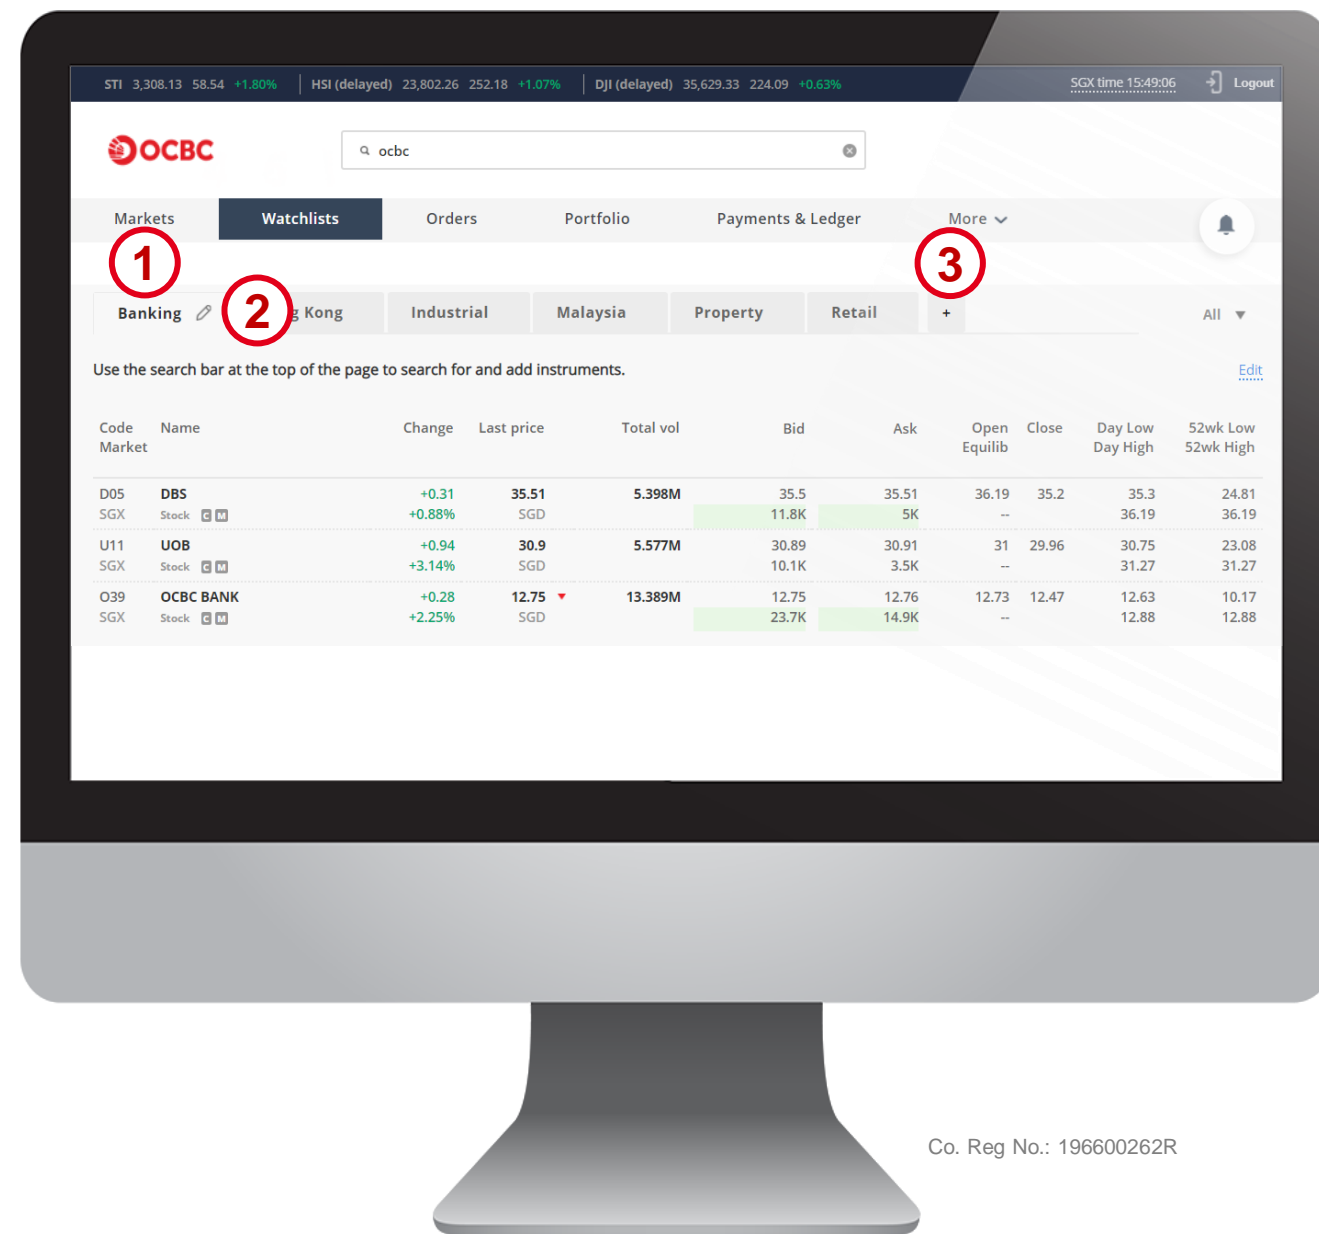 STI 3,308.13 58.54 +1.80% HSI (delayed) 23,802.26 252.18 +1.07% DJI (delayed) 35,629.33 224.09 +0.63% SGX time 15:49:06 Logout
OCBC ocbc
Markets Watchlists Orders Portfolio Payments & Ledger More
1 2 3
Banking g Kong Industrial Malaysia Property Retail + All
Use the search bar at the top of the page to search for and add instruments. Edit
Code Name Change Last price Total vol Bid Ask Open Close Day Low 52wk Low
Market Equilib Day High 52wk High
D05 DBS +0.31 35.51 5.398M 35.5 35.51 36.19 35.2 35.3 24.81
SGX Stock C M +0.88% SGD 11.8K 5K -- 36.19 36.19
U11 UOB +0.94 30.9 5.577M 30.89 30.91 31 29.96 30.75 23.08
SGX Stock C M +3.14% SGD 10.1K 3.5K -- 31.27 31.27
O39 OCBC BANK +0.28 12.75 13.389M 12.75 12.76 12.73 12.47 12.63 10.17
SGX Stock C M +2.25% SGD 23.7K 14.9K -- 12.88 12.88
Co. Reg No.: 196600262R